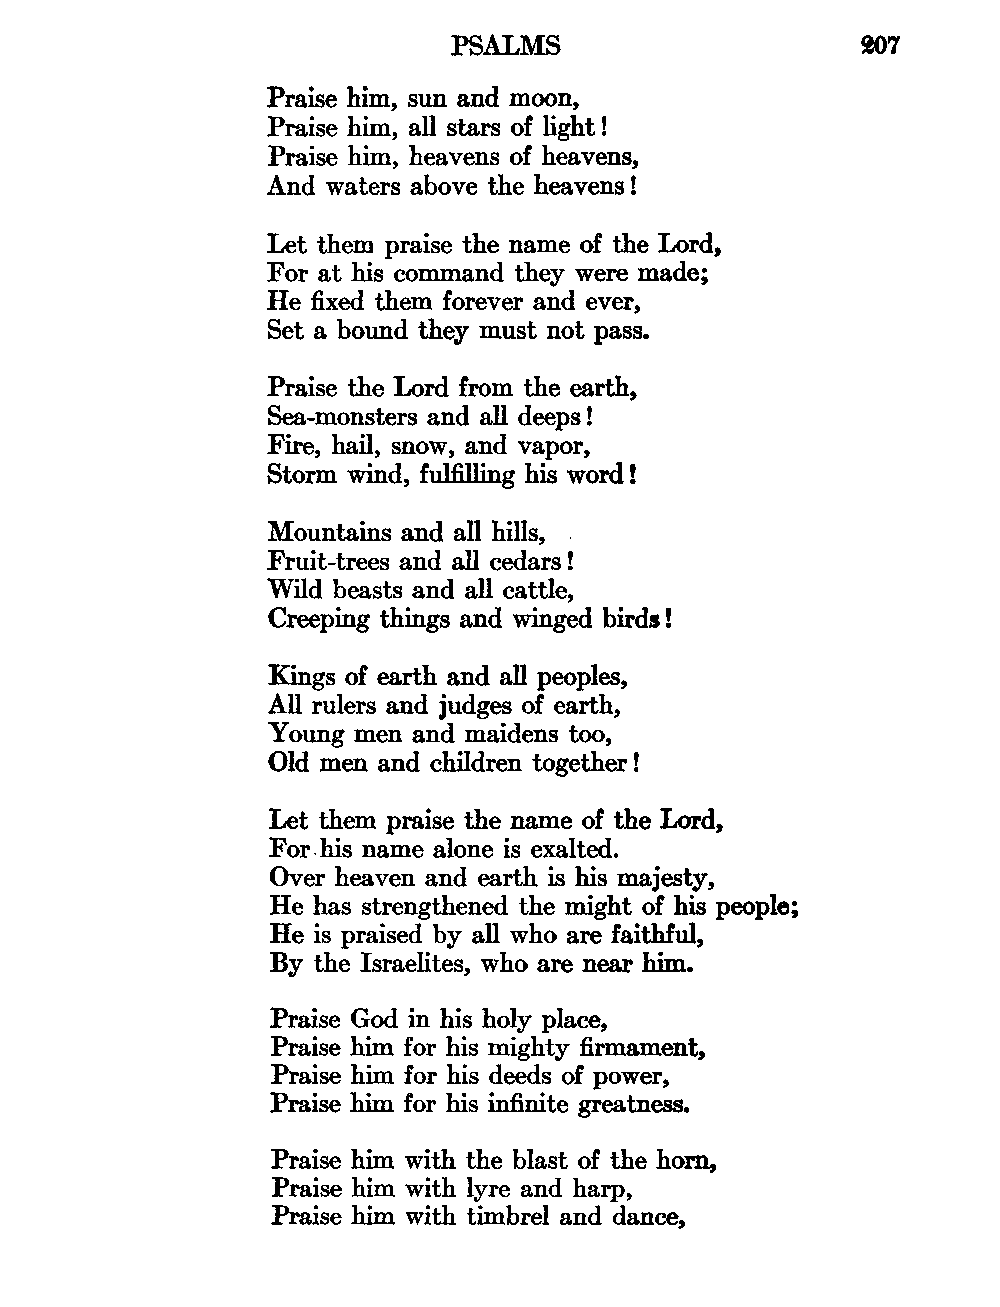 PSALMS 207
Praise him, sun and moon,
Praise him, all stars of light!
Praise him, heavens of heavens,
And waters above the heavens!
Let them praise the name of the Lord,
For at his command they were made;
He fixed them forever and ever,
Set a bound they must not pass.
Praise the Lord from the earth,
Sea-monsters and all deeps!
Fire, hail, snow, and vapor,
Storm wind, fulfilling his word!
Mountains and all hills,
Fruit-trees and all cedars!
Wild beasts and all cattle,
Creeping things and winged birds!
Kings of earth and all peoples,
All rulers and judges of earth,
Young men and maidens too,
Old men and children together!
Let them praise the name of the Lord,
For his name alone is exalted.
Over heaven and earth is his majesty,
He has strengthened the might of his people;
He is praised by all who are faithful,
By the Israelites, who are near him.
Praise God in his holy place,
Praise him for his mighty firmament,
Praise him for his deeds of power,
Praise him for his infinite greatness.
Praise him with the blast of the horn,
Praise him with lyre and harp,
Praise him with timbrel and dance,